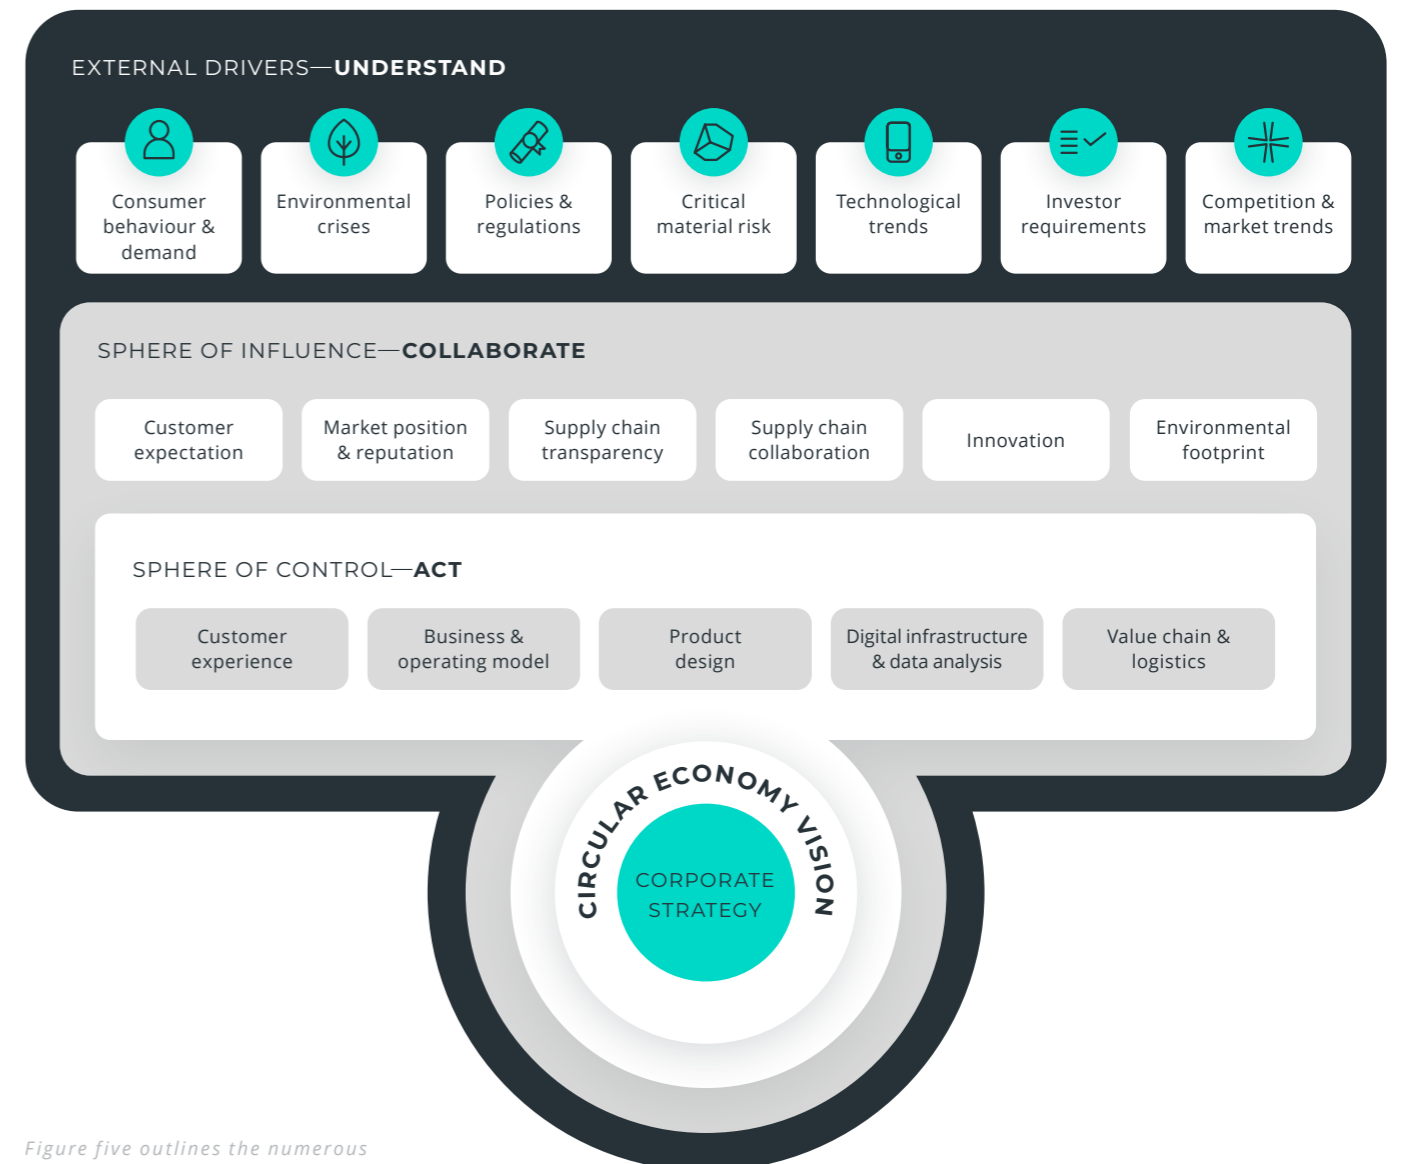 EXTERNAL DRIVERS—UNDERSTAND
Consumer
behaviour &
demand
Environmental
crises
Policies &
regulations
Critical
material risk
Technological
trends
Investor
requirements
Competition &
market trends
SPHERE OF INFLUENCE—COLLABORATE
Customer
expectation
Market position
& reputation
Supply chain
transparency
Supply chain
collaboration
Innovation
Environmental
footprint
SPHERE OF CONTROL—ACT
Customer
experience
Business &
operating model
Product
design
Digital infrastructure
& data analysis
Value chain &
logistics
CIRCULAR ECONOMY VISION
CORPORATE
STRATEGY
Figure five outlines the numerous